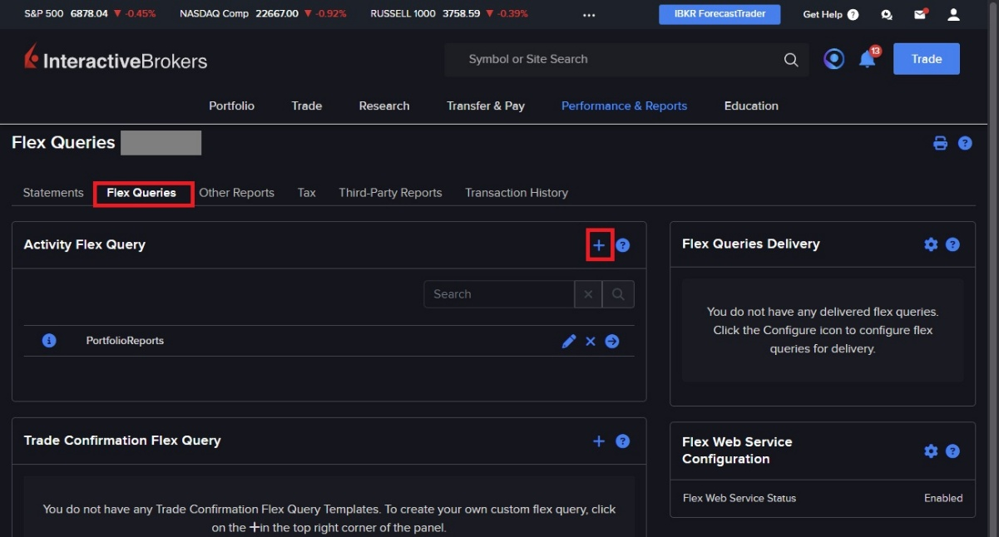 S&P 500 6878.04 ▼ -0.45% NASDAQ Comp 22667.00 ▼ -0.92% RUSSELL 1000 3758.59 ▼ -0.39% ... IBKR ForecastTrader Get Help ?
InteractiveBrokers Symbol or Site Search 13 Trade
Portfolio Trade Research Transfer & Pay Performance & Reports Education
Flex Queries ?
Statements Flex Queries Other Reports Tax Third-Party Reports Transaction History
Activity Flex Query + ?
Search
PortfolioReports
Trade Confirmation Flex Query + ?
You do not have any Trade Confirmation Flex Query Templates. To create your own custom flex query, click
on the +in the top right corner of the panel.
Flex Queries Delivery ?
You do not have any delivered flex queries.
Click the Configure icon to configure flex
queries for delivery.
Flex Web Service
Configuration ?
Flex Web Service Status Enabled